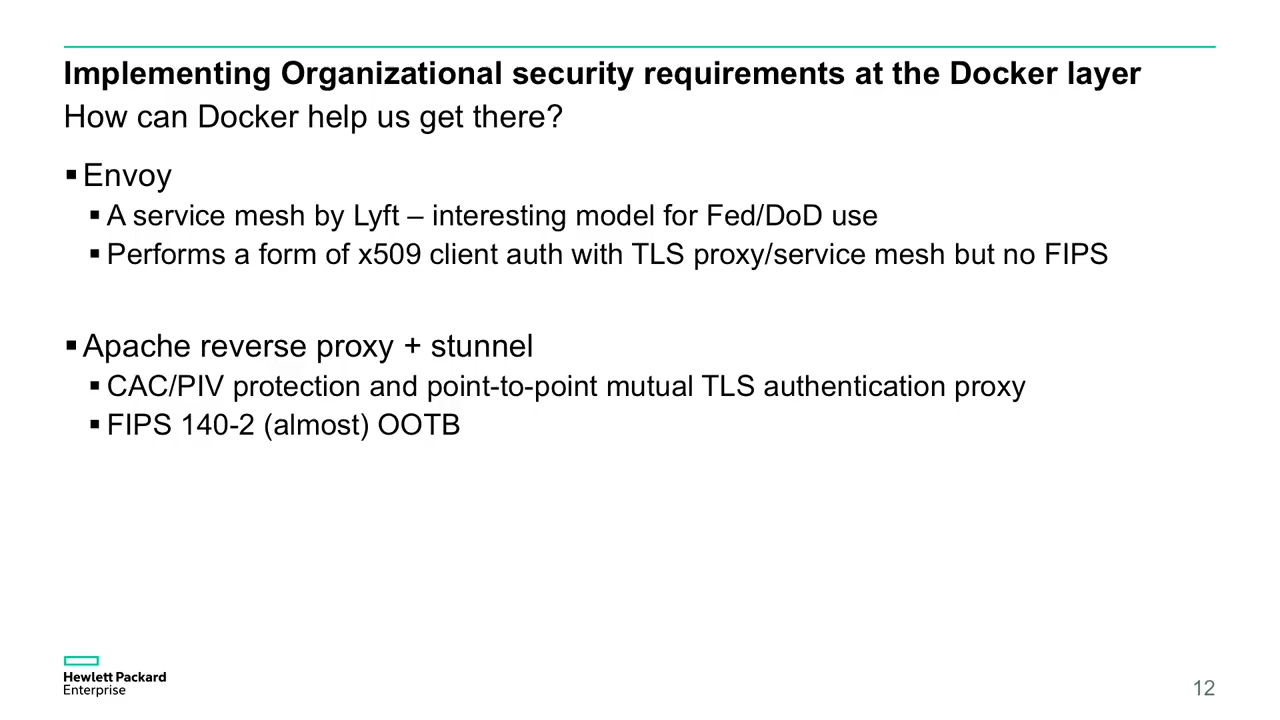 Implementing Organizational security requirements at the Docker layer
How can Docker help us get there?
▪ Envoy
▪ A service mesh by Lyft – interesting model for Fed/DoD use
▪ Performs a form of x509 client auth with TLS proxy/service mesh but no FIPS
▪ Apache reverse proxy + stunnel
▪ CAC/PIV protection and point-to-point mutual TLS authentication proxy
▪ FIPS 140-2 (almost) OOTB
Hewlett Packard
Enterprise
12